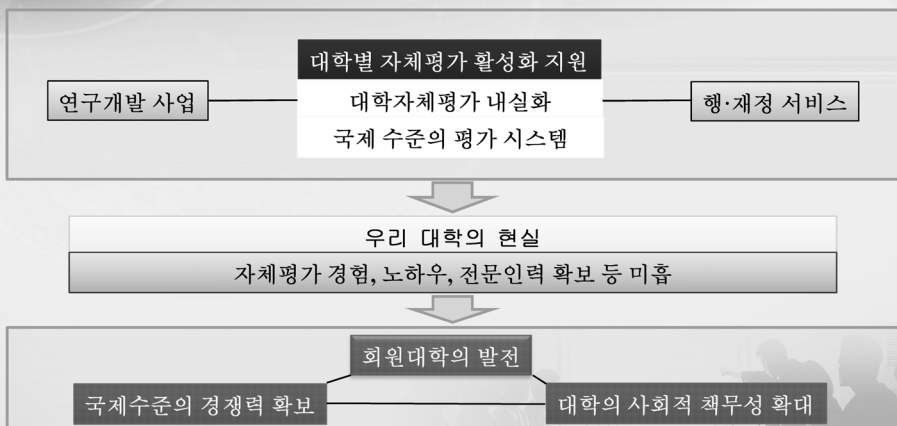 대학별 자체평가 활성화 지원
연구개발 사업
대학자체평가 내실화
행·재정 서비스
국제 수준의 평가 시스템
우리 대학의 현실
자체평가 경험, 노하우, 전문인력 확보 등 미흡
회원대학의 발전
국제수준의 경쟁력 확보
대학의 사회적 책무성 확대